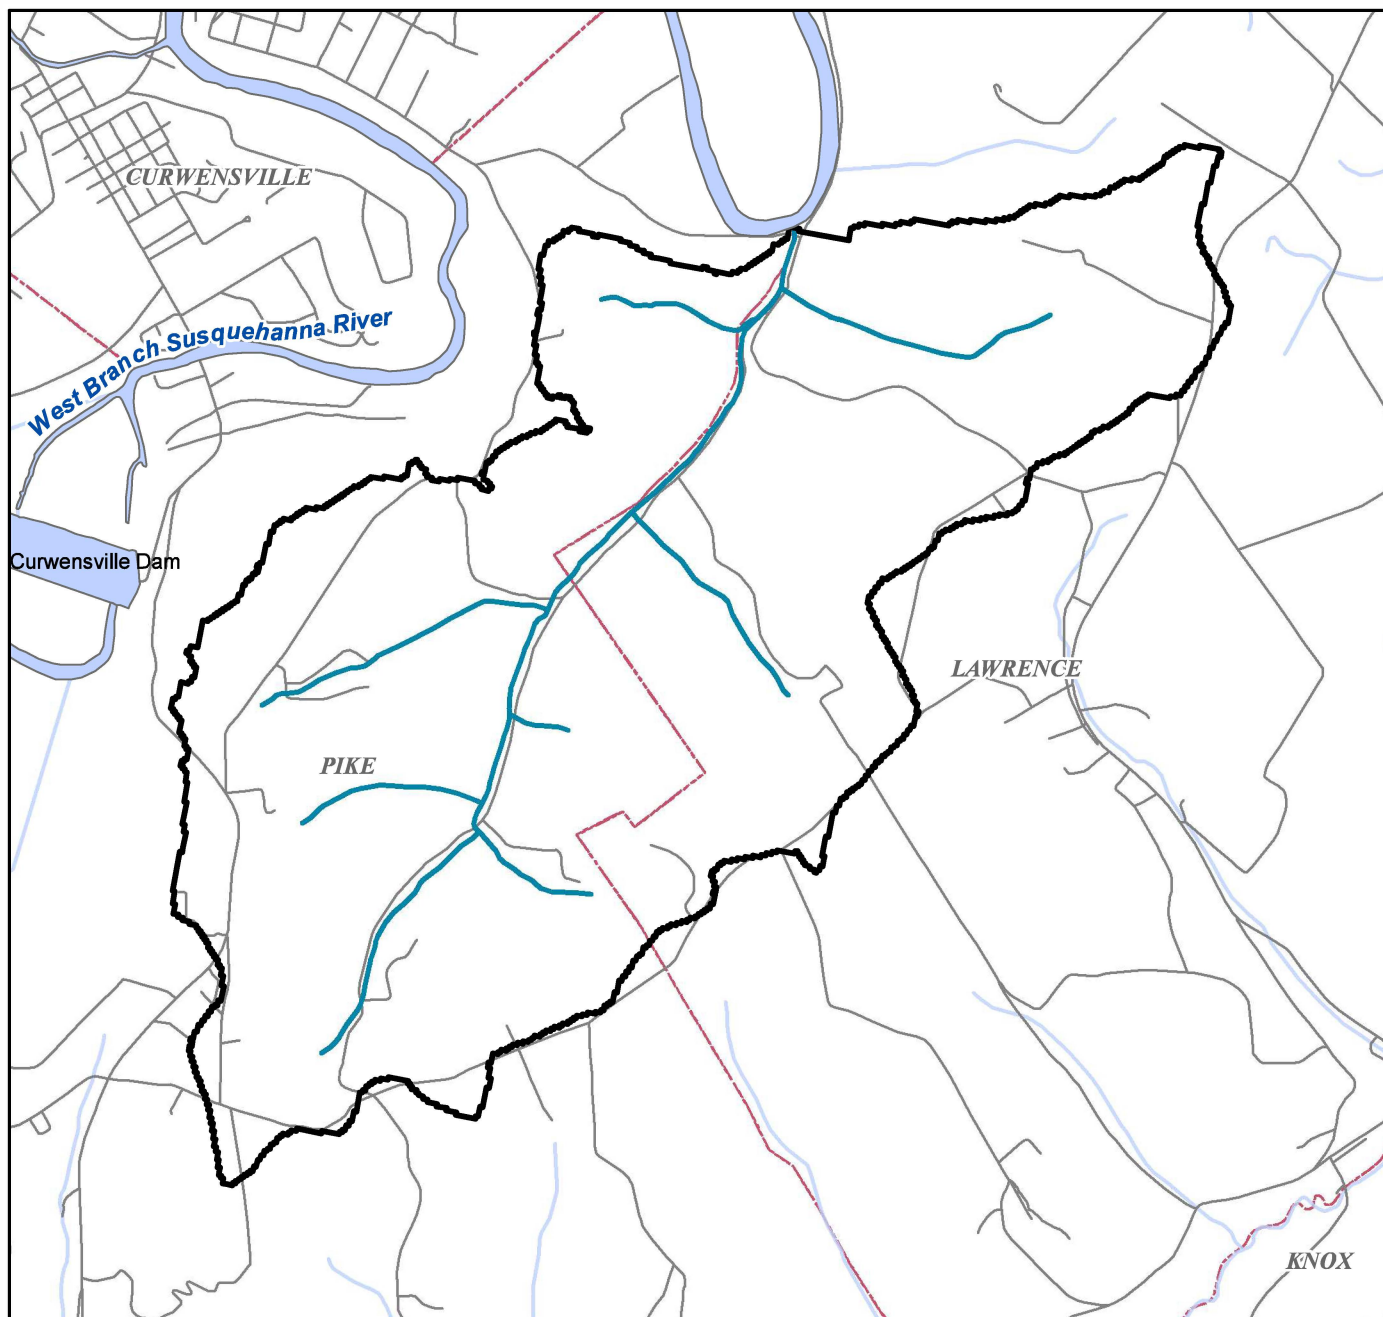 CURWENSVILLE
West Branch Susquehanna River
Curwensville Dam
LAWRENCE
PIKE
KNOX